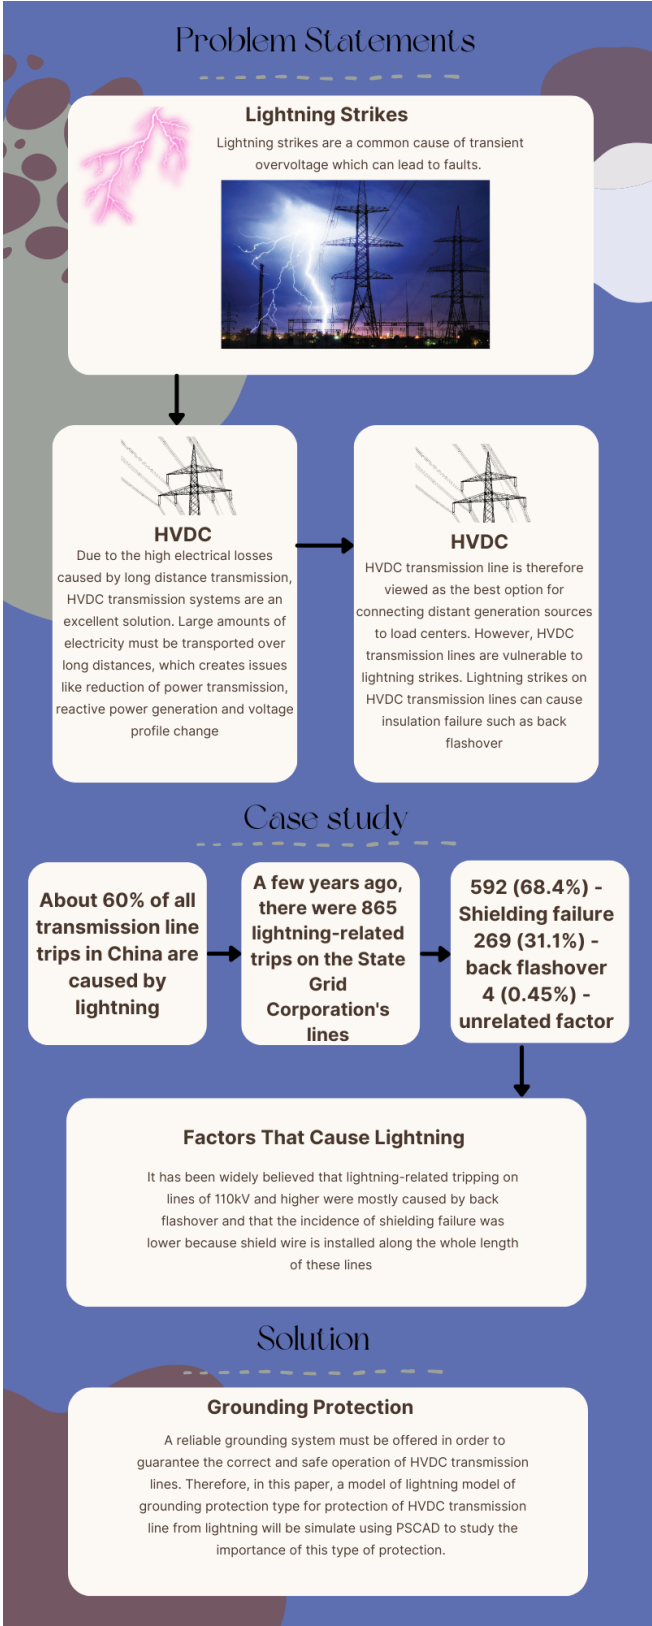 Problem Statements
Lightning Strikes
Lightning strikes are a common cause of transient
overvoltage which can lead to faults.
HVDC
Due to the high electrical losses
caused by long distance transmission,
HVDC transmission systems are an
excellent solution. Large amounts of
electricity must be transported over
long distances, which creates issues
like reduction of power transmission,
reactive power generation and voltage
profile change
HVDC
HVDC transmission line is therefore
viewed as the best option for
connecting distant generation sources
to load centers. However, HVDC
transmission lines are vulnerable to
lightning strikes. Lightning strikes on
HVDC transmission lines can cause
insulation failure such as back
flashover
Case study
About 60% of all
transmission line
trips in China are
caused by
lightning
A few years ago,
there were 865
lightning-related
trips on the State
Grid
Corporation's
lines
592 (68.4%) -
Shielding failure
269 (31.1%) -
back flashover
4 (0.45%) -
unrelated factor
Factors That Cause Lightning
It has been widely believed that lightning-related tripping on
lines of 110kV and higher were mostly caused by back
flashover and that the incidence of shielding failure was
lower because shield wire is installed along the whole length
of these lines
Solution
Grounding Protection
A reliable grounding system must be offered in order to
guarantee the correct and safe operation of HVDC transmission
lines. Therefore, in this paper, a model of lightning model of
grounding protection type for protection of HVDC transmission
line from lightning will be simulate using PSCAD to study the
importance of this type of protection.